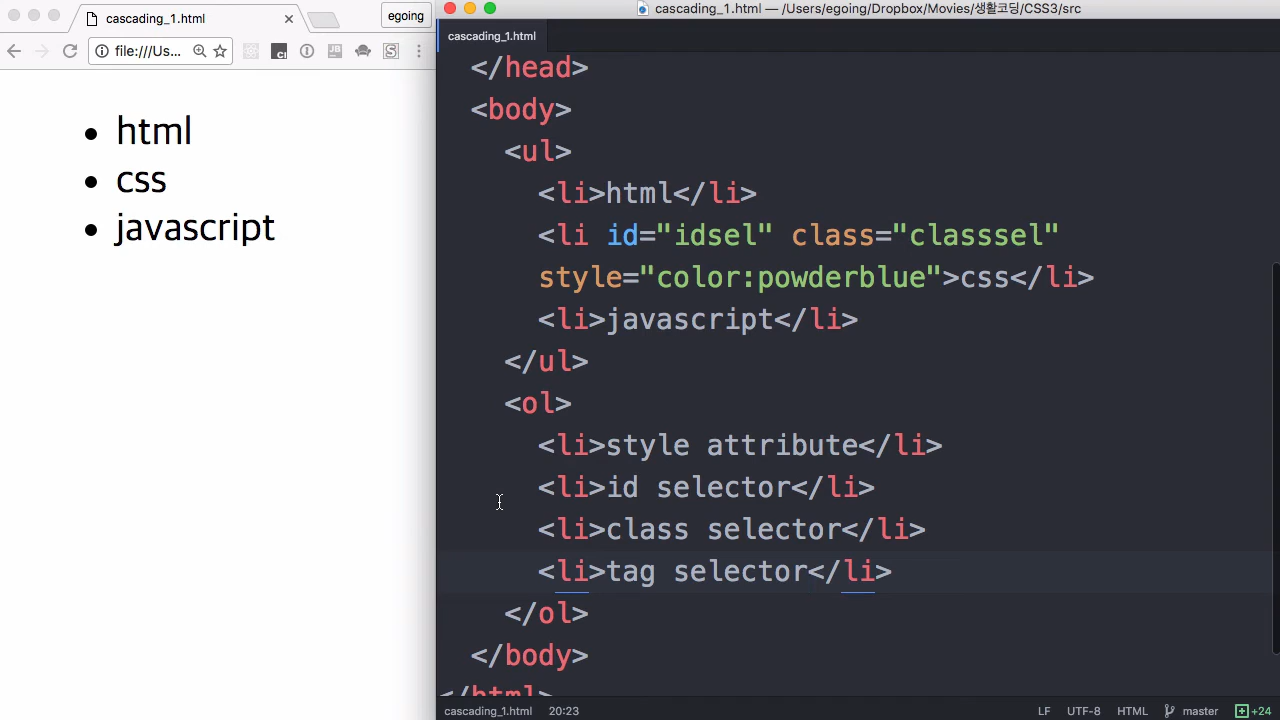 cascading_1.html
egoing
file:///Us...
html
css
javascript
cascading_1.html — /Users/egoing/Dropbox/Movies/생활코딩/CSS3/src
cascading_1.html
</head>
<body>
<ul>
<li>html</li>
<li id="idsel" class="classsel"
style="color:powderblue">css</li>
<li>javascript</li>
</ul>
<ol>
<li>style attribute</li>
<li>id selector</li>
<li>class selector</li>
<li>tag selector</li>
</ol>
</body>
</html>
cascading_1.html 20:23 LF UTF-8 HTML master +24